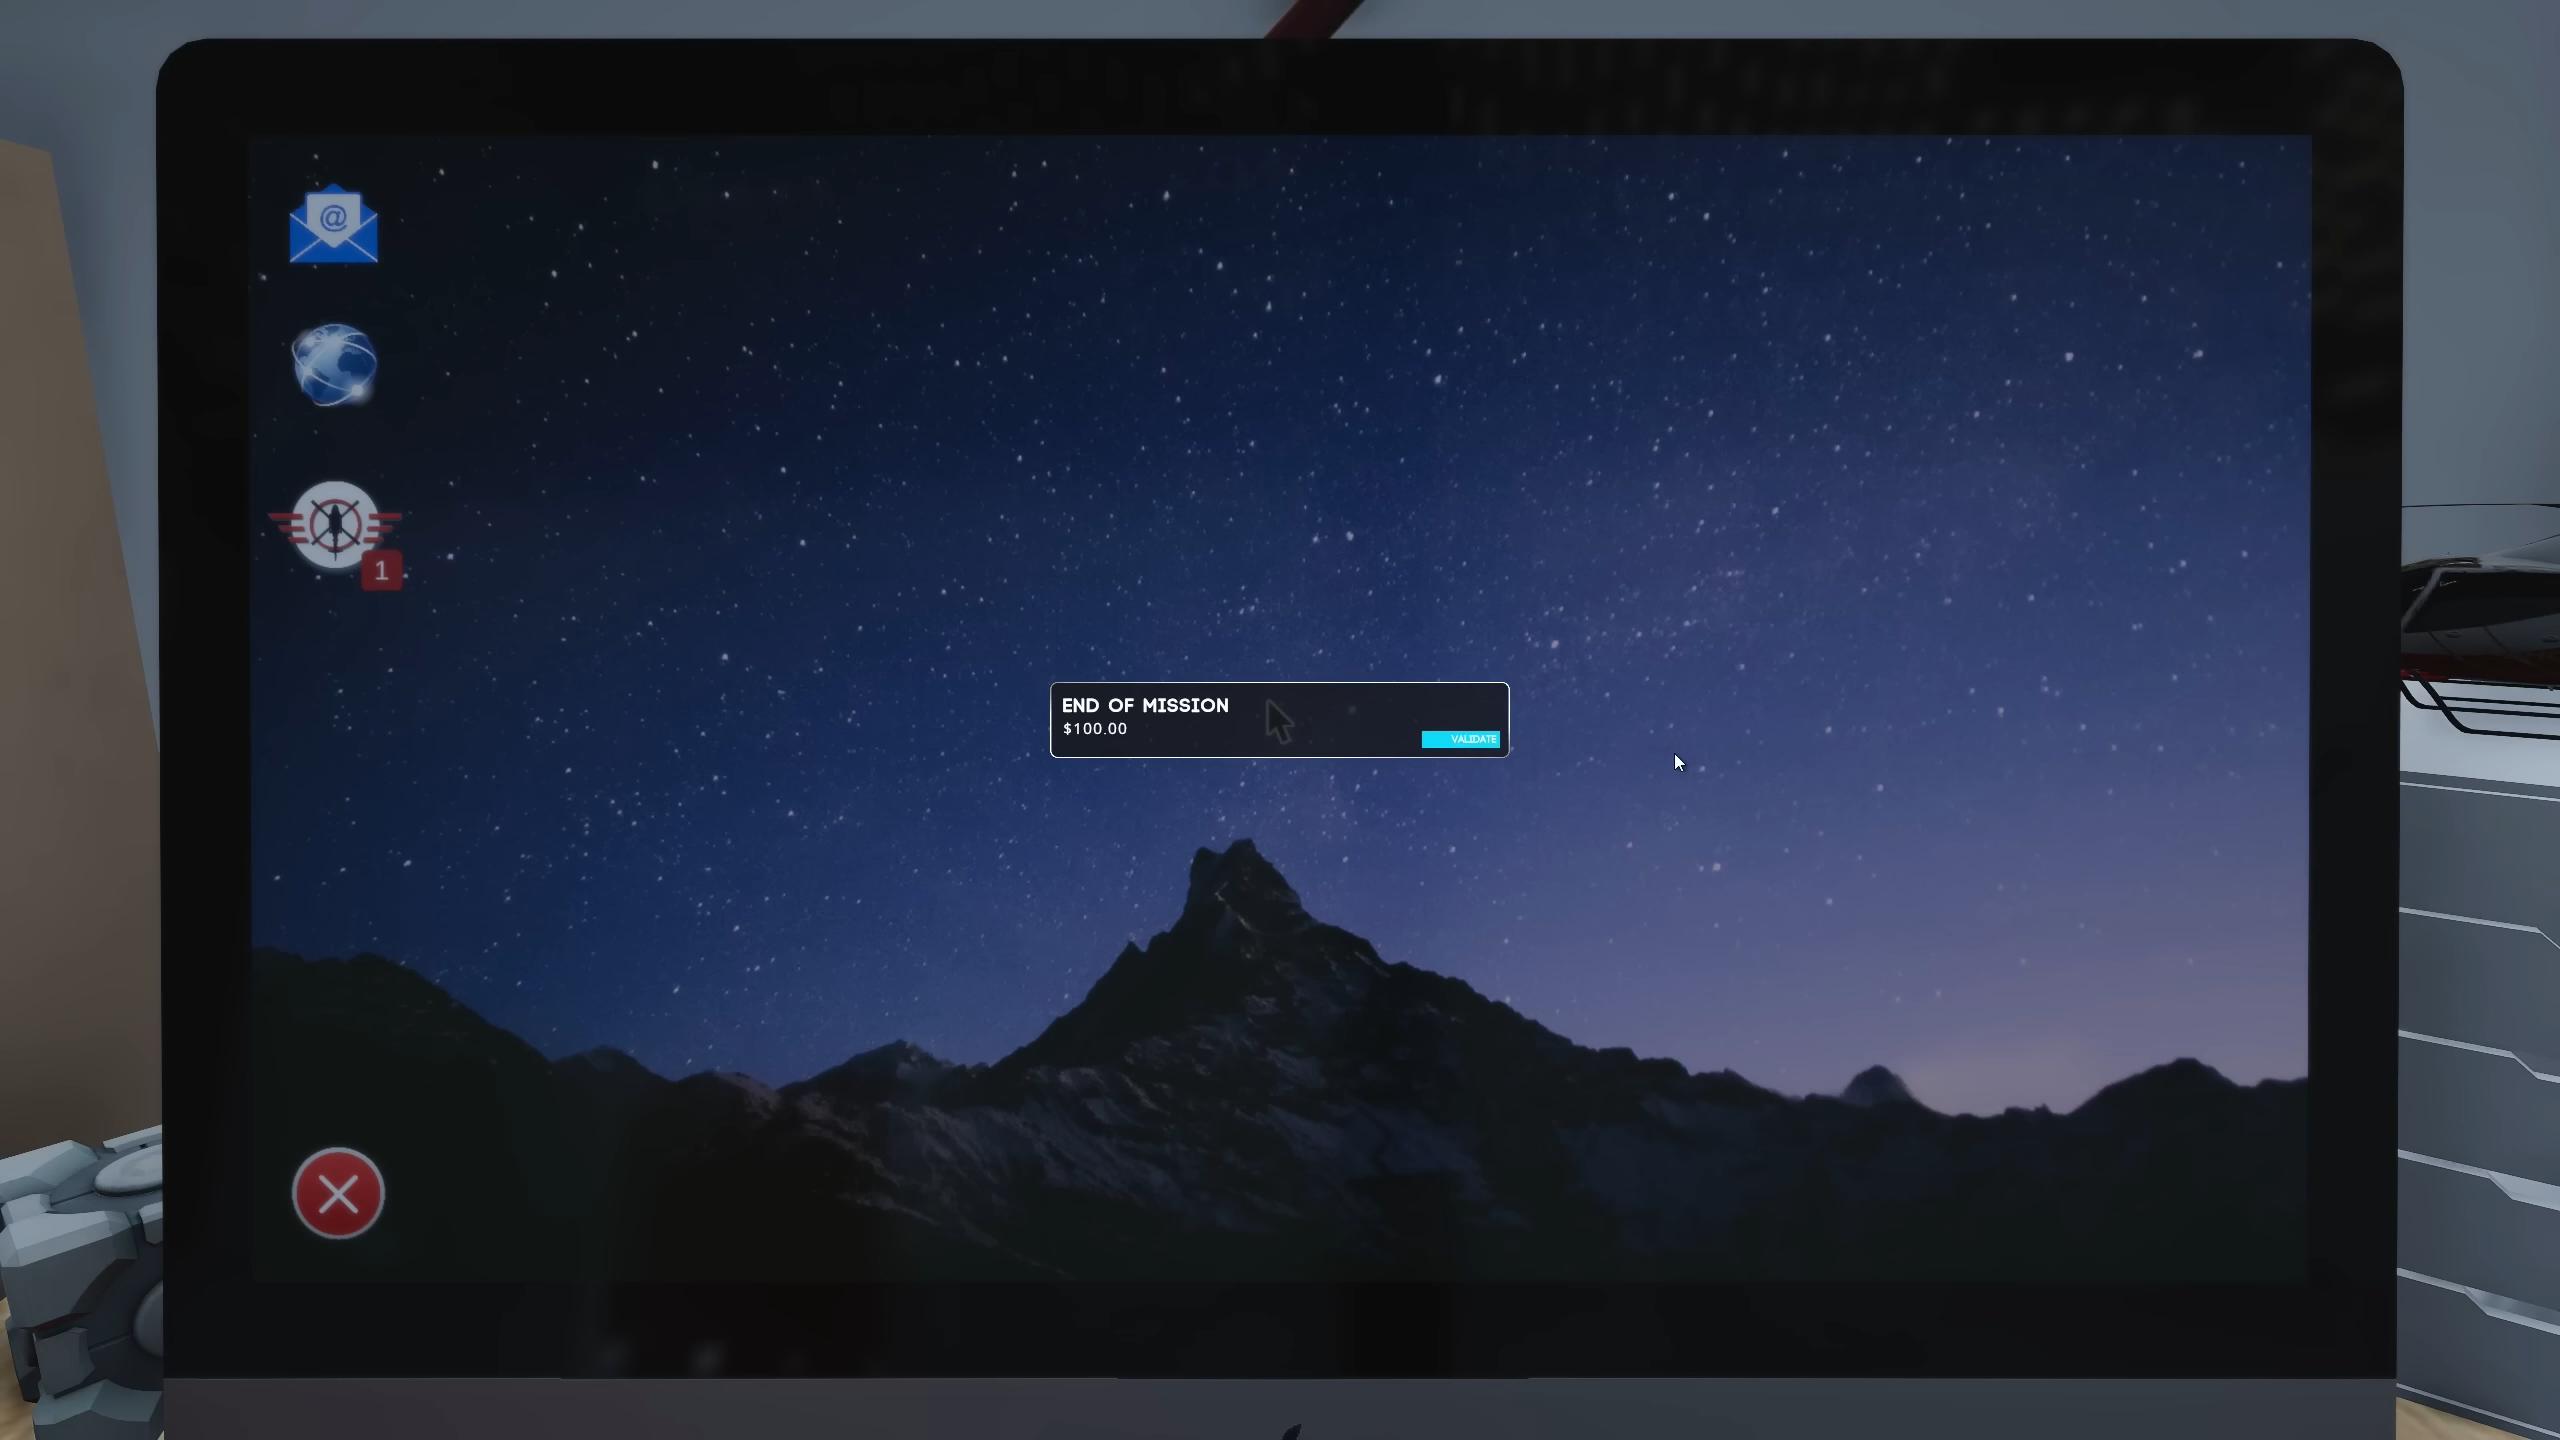 @
1
END OF MISSION
$100.00
VALIDATE